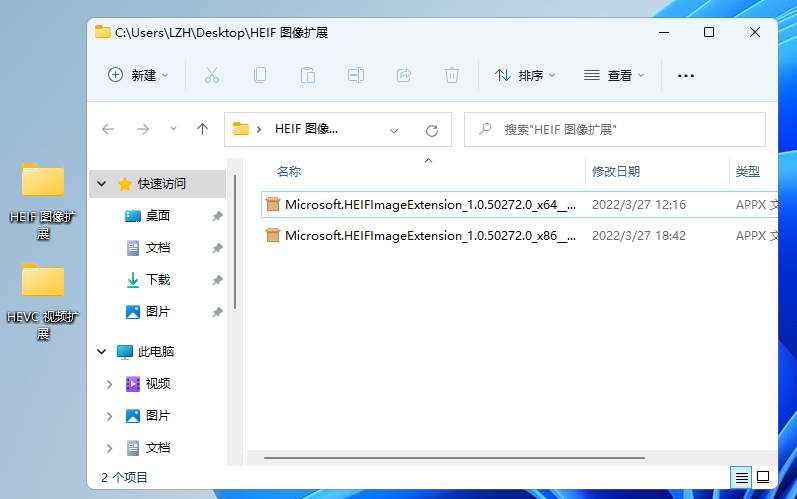 C:\Users\LZH\Desktop\HEIF 图像扩展
新建
排序
查看
HEIF 图像...
搜索"HEIF 图像扩展"
HEIF 图像扩
展
HEVC 视频扩
展
快速访问
桌面
文档
下载
图片
此电脑
视频
图片
文档
名称 修改日期 类型
Microsoft.HEIFImageExtension_1.0.50272.0_x64__... 2022/3/27 12:16 APPX 文
Microsoft.HEIFImageExtension_1.0.50272.0_x86__... 2022/3/27 18:42 APPX 文
2 个项目